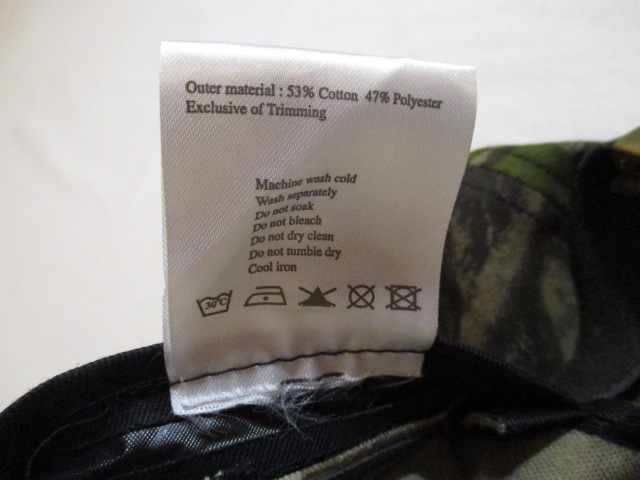 Outer material : 53% Cotton 47% Polyester
Exclusive of Trimming
Machine wash cold
Wash separately
Do not soak
Do not bleach
Do not dry clean
Do not tumble dry
Cool iron
30°C